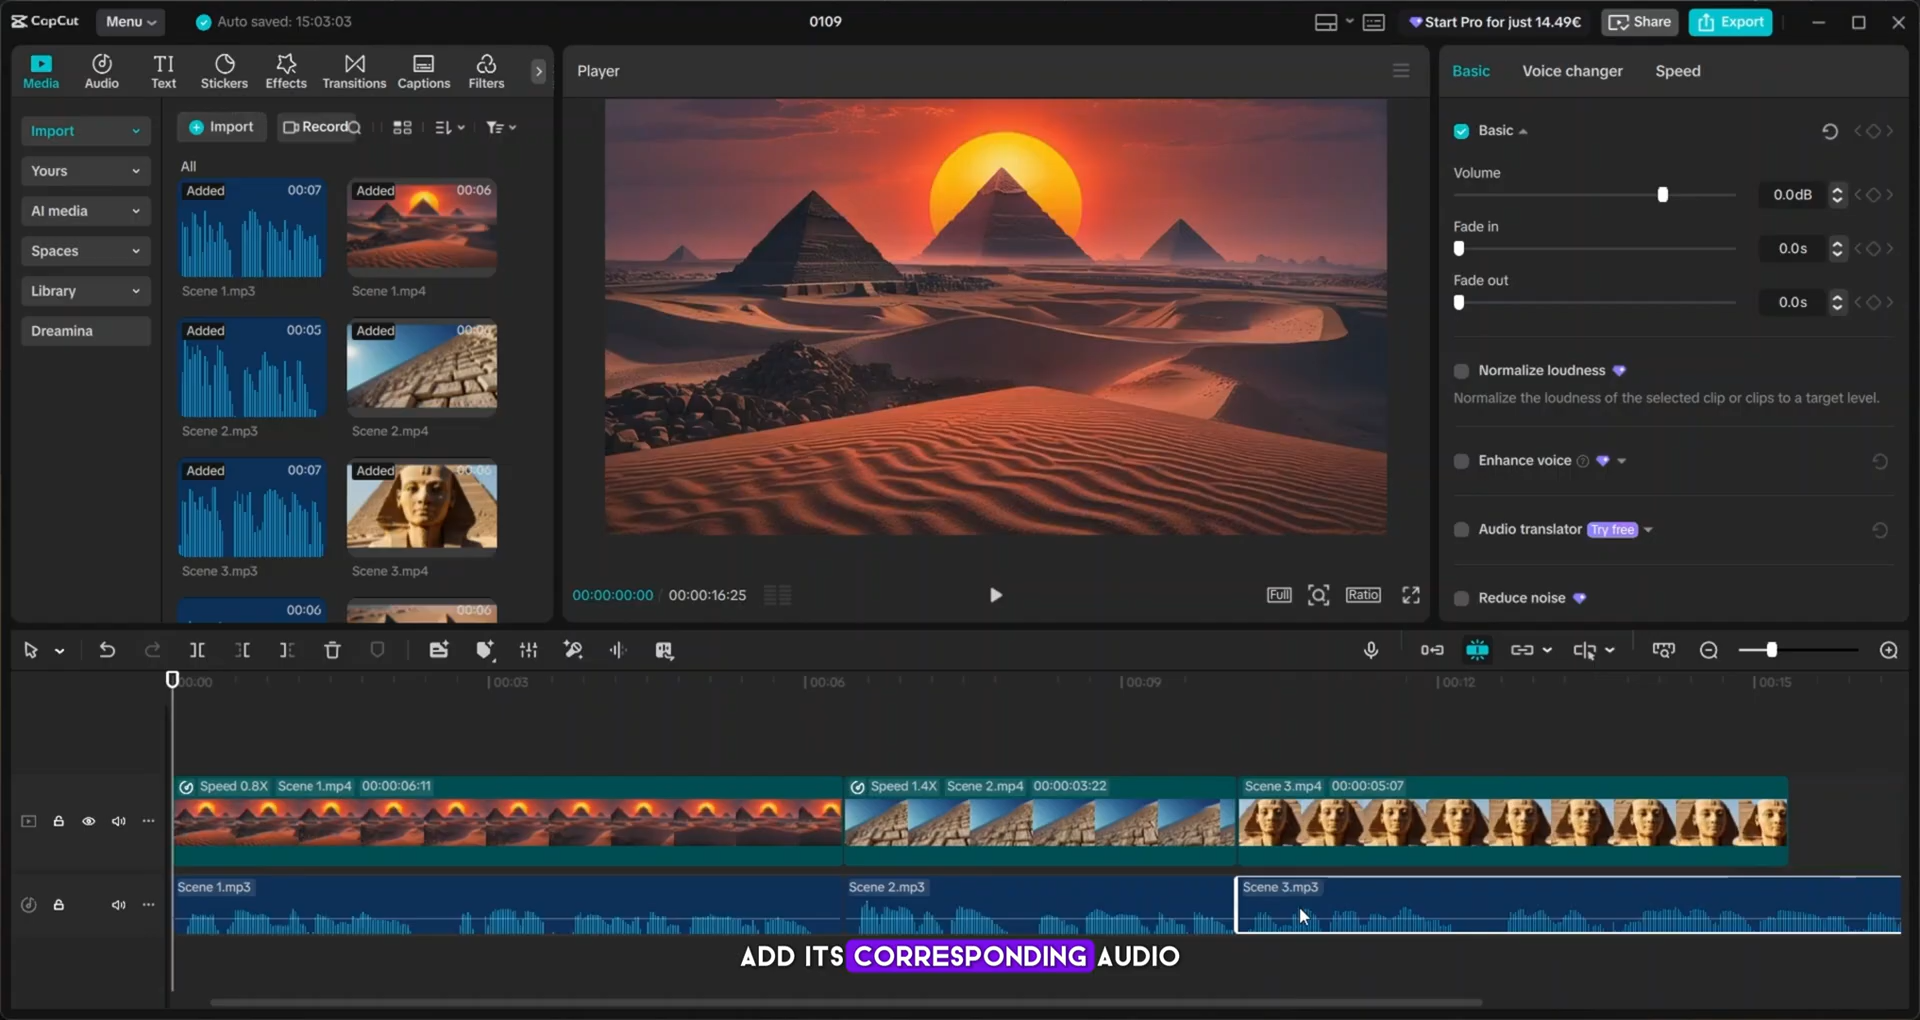 CapCut
Menu
Auto saved: 15:03:03
0109
Start Pro for just 14.49€
Share
Export
Media
Audio
TI
Text
Stickers
Effects
Transitions
Captions
Filters
Import
Yours
AI media
Spaces
Library
Dreamina
Import
Record
All
Added 00:07
Scene 1.mp3
Added 00:06
Scene 1.mp4
Added 00:05
Scene 2.mp3
Added 00:06
Scene 2.mp4
Added 00:07
Scene 3.mp3
Added 00:06
Scene 3.mp4
00:06
00:06
Player
00:00:00:00 / 00:00:16:25
Full
Ratio
Basic
Voice changer
Speed
Basic
Volume
0.0dB
Fade in
0.0s
Fade out
0.0s
Normalize loudness
Normalize the loudness of the selected clip or clips to a target level.
Enhance voice
Audio translator Try free
Reduce noise
00:00
00:03
00:06
00:09
00:12
00:15
Speed 0.8X Scene 1.mp4 00:00:06:11
Speed 1.4X Scene 2.mp4 00:00:03:22
Scene 3.mp4 00:00:05:07
Scene 1.mp3
Scene 2.mp3
Scene 3.mp3
ADD ITS CORRESPONDING AUDIO